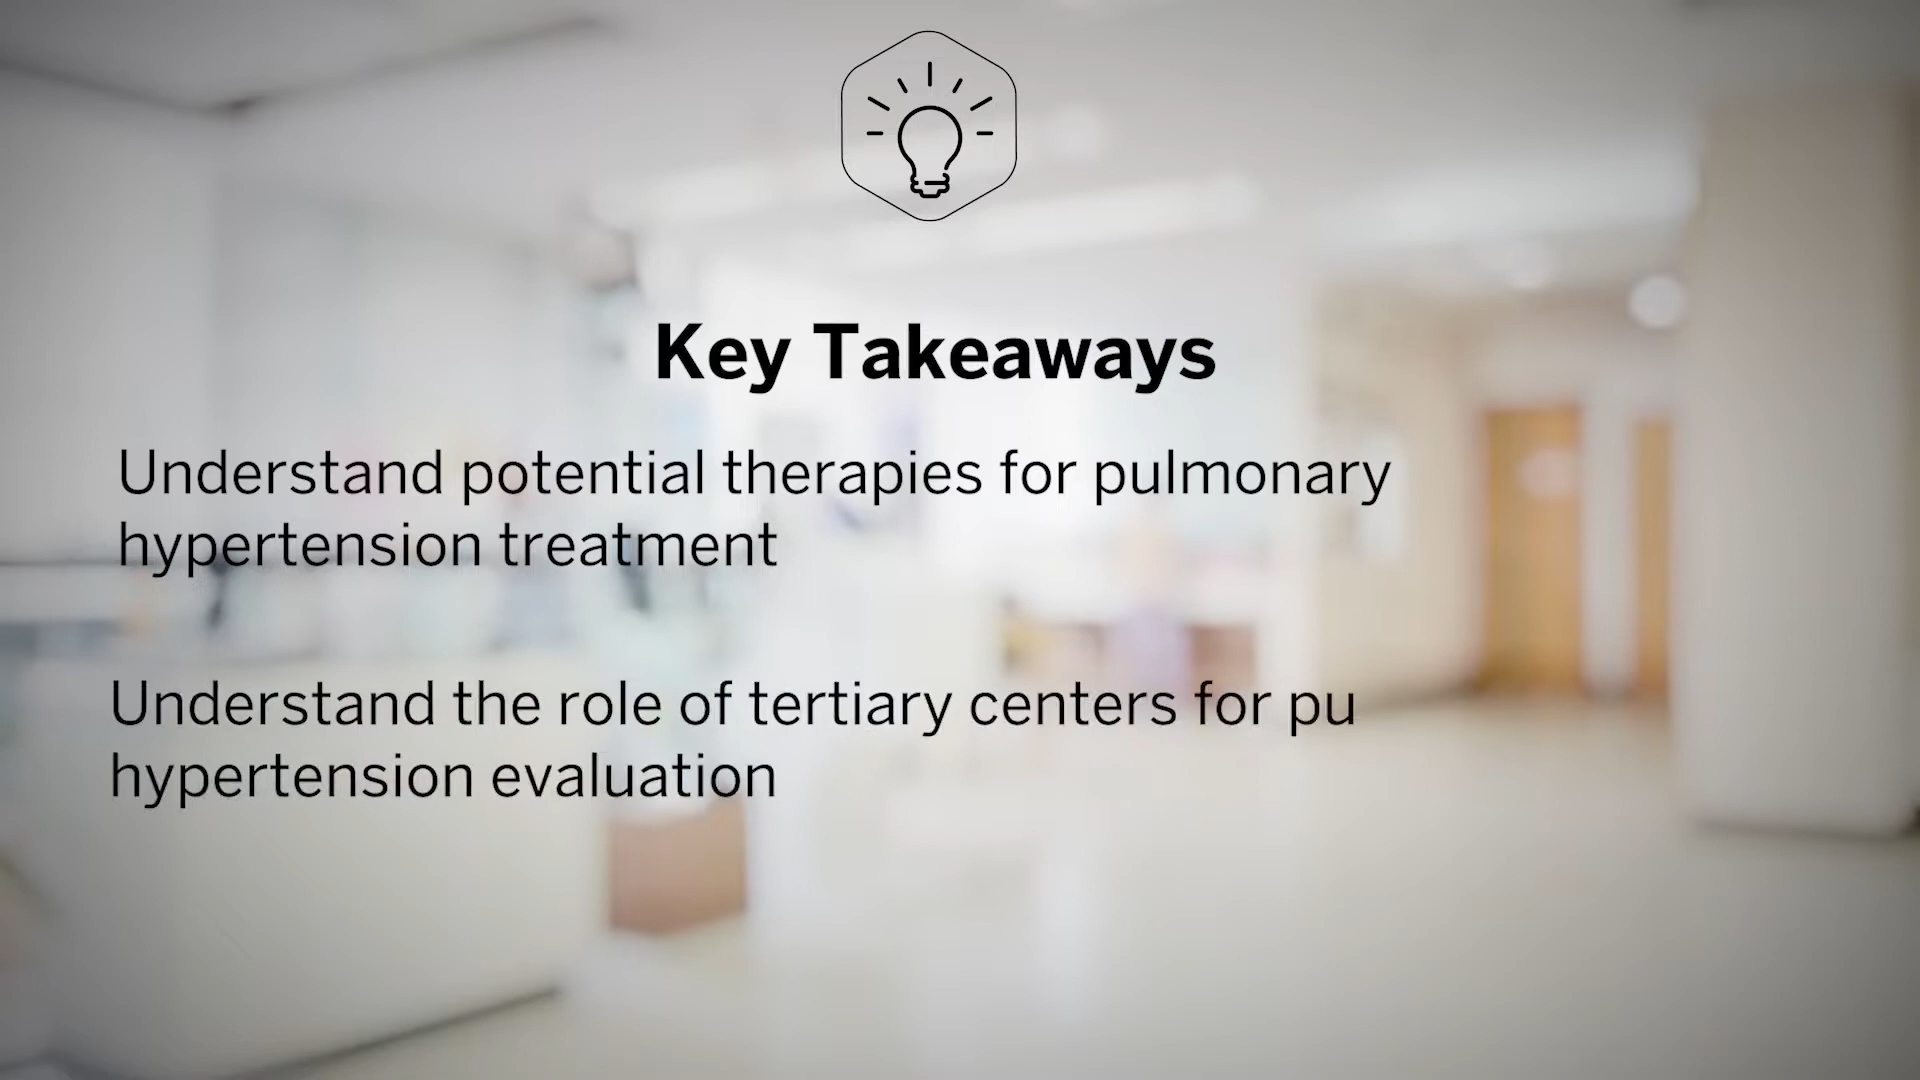 Key Takeaways
Understand potential therapies for pulmonary
hypertension treatment
Understand the role of tertiary centers for pu
hypertension evaluation